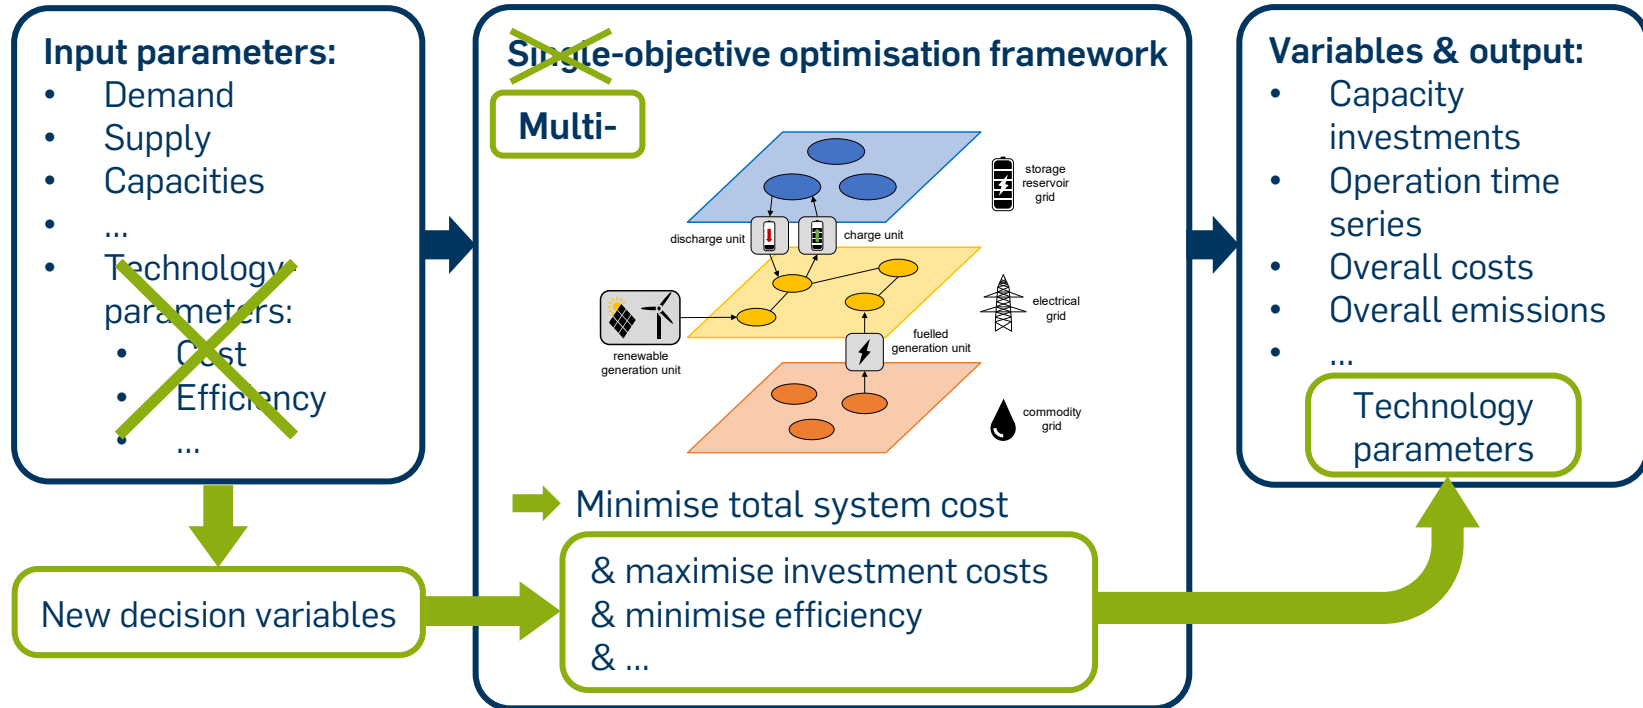 Input parameters:
• Demand
• Supply
• Capacities
• ...
• Technology-
parameters:
• Cost
• Efficiency
• ...
New decision variables
Single-objective optimisation framework
Multi-
storage
reservoir
grid
discharge unit
charge unit
electrical
grid
renewable
generation unit
fuelled
generation unit
commodity
grid
Minimise total system cost
& maximise investment costs
& minimise efficiency
& ...
Variables & output:
• Capacity
investments
• Operation time
series
• Overall costs
• Overall emissions
• ...
Technology
parameters